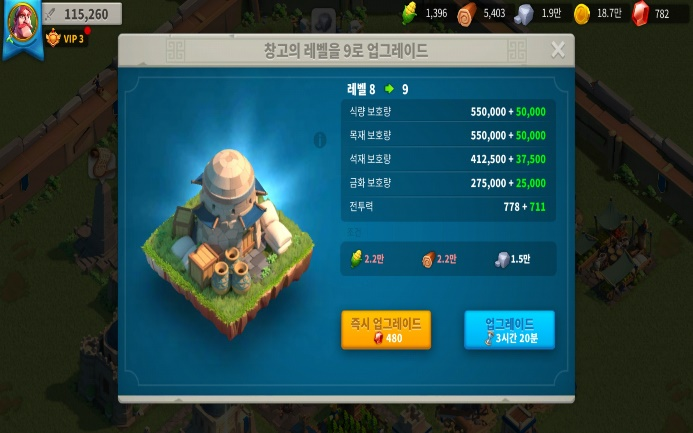 115,260
1,396 5,403 1.9만 18.7만 782
VIP 3
창고의 레벨을 9로 업그레이드
레벨 8 9
식량 보호량 550,000 + 50,000
목재 보호량 550,000 + 50,000
석재 보호량 412,500 + 37,500
금화 보호량 275,000 + 25,000
전투력 778 + 711
2.2만 2.2만 1.5만
즉시 업그레이드 업그레이드
480 3시간 20분